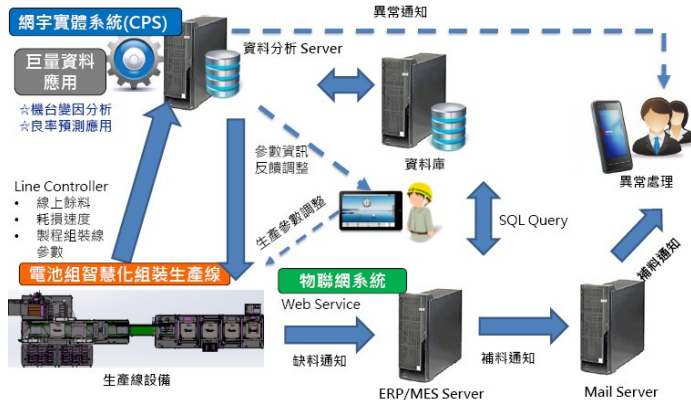 網宇實體系統(CPS)
異常通知
巨量資料
應用
資料分析 Server
☆機台變因分析
☆良率預測應用
資料庫
異常處理
參數資訊
反饋調整
Line Controller
• 線上餘料
• 耗損速度
• 製程組裝線
參數
生產參數調整
SQL Query
補料通知
電池組智慧化組裝生產線
物聯網系統
Web Service
缺料通知
補料通知
生產線設備
ERP/MES Server
Mail Server